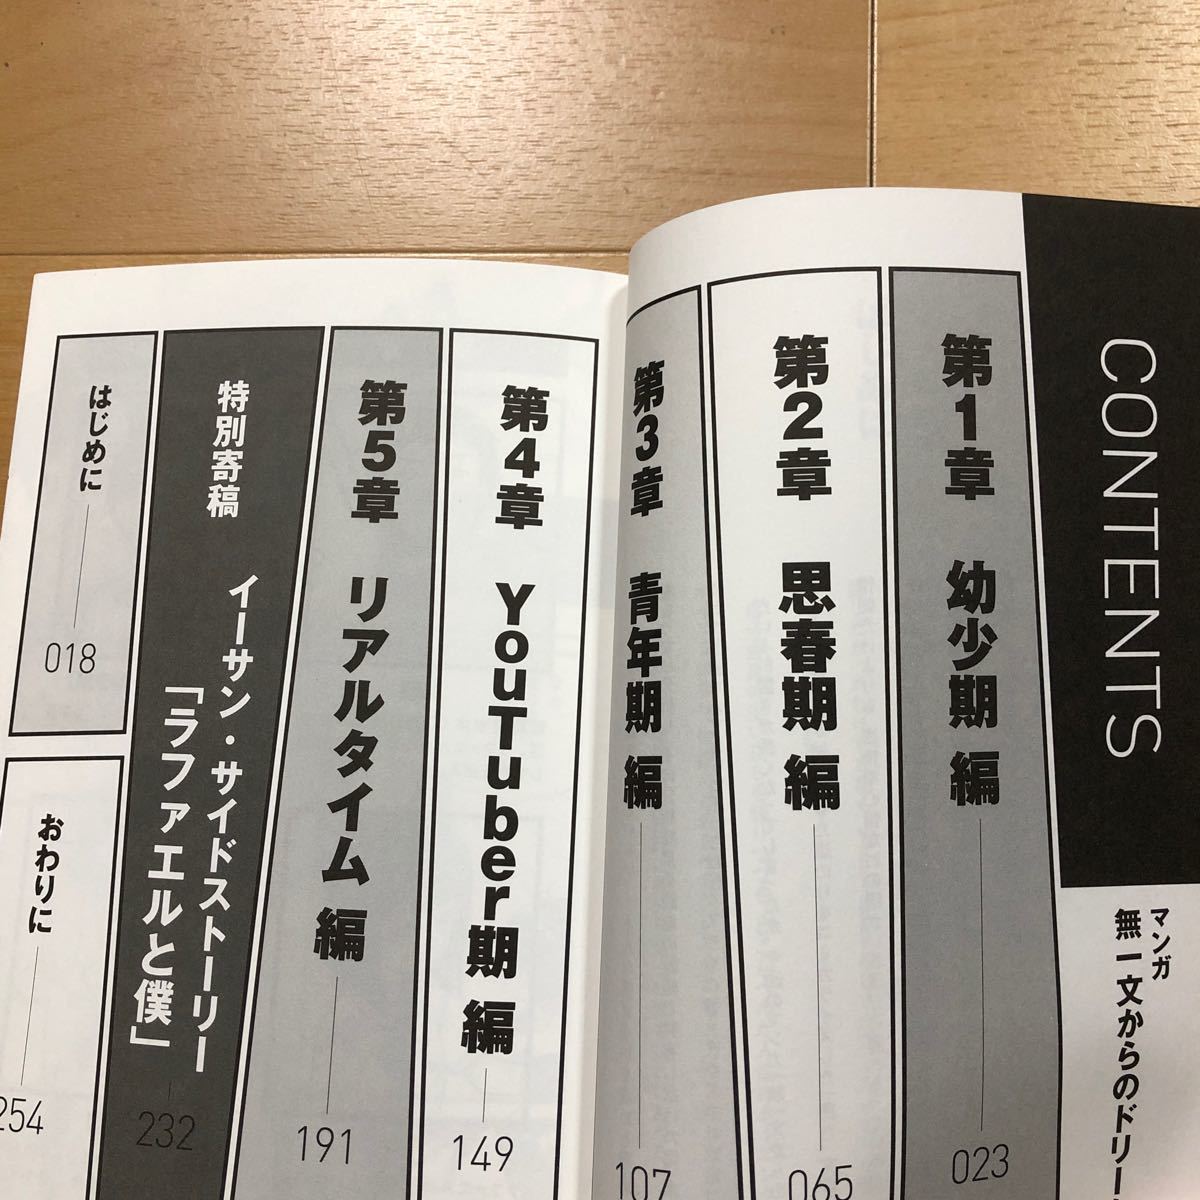 CONTENTS
マンガ
無一文からのドリー
第1章 幼少期 編
023
第2章 思春期 編
065
第3章 青年期 編
107
第4章 YouTuber期 編
149
第5章 リアルタイム 編
191
特別寄稿 イーサン・サイドストーリー
「ラファエルと僕」
232
はじめに
018
おわりに
254